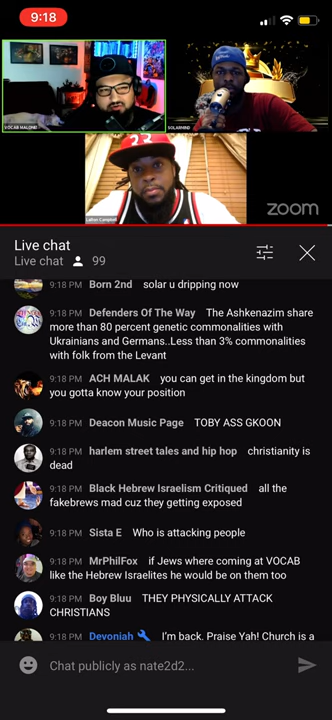 9:18
VOCAB MALONE
SOLARMIND
LaRon Campbell
zoom
Live chat
Live chat 99
9:18 PM Born 2nd solar u dripping now
9:18 PM Defenders Of The Way The Ashkenazim share
more than 80 percent genetic commonalities with
Ukrainians and Germans..Less than 3% commonalities
with folk from the Levant
9:18 PM ACH MALAK you can get in the kingdom but
you gotta know your position
9:18 PM Deacon Music Page TOBY ASS GKOON
9:18 PM harlem street tales and hip hop christianity is
dead
9:18 PM Black Hebrew Israelism Critiqued all the
fakebrews mad cuz they getting exposed
9:18 PM Sista E Who is attacking people
9:18 PM MrPhilFox if Jews where coming at VOCAB
like the Hebrew Israelites he would be on them too
9:18 PM Boy Bluu THEY PHYSICALLY ATTACK
CHRISTIANS
9:18 PM Devoniah I'm back. Praise Yah! Church is a
Chat publicly as nate2d2...